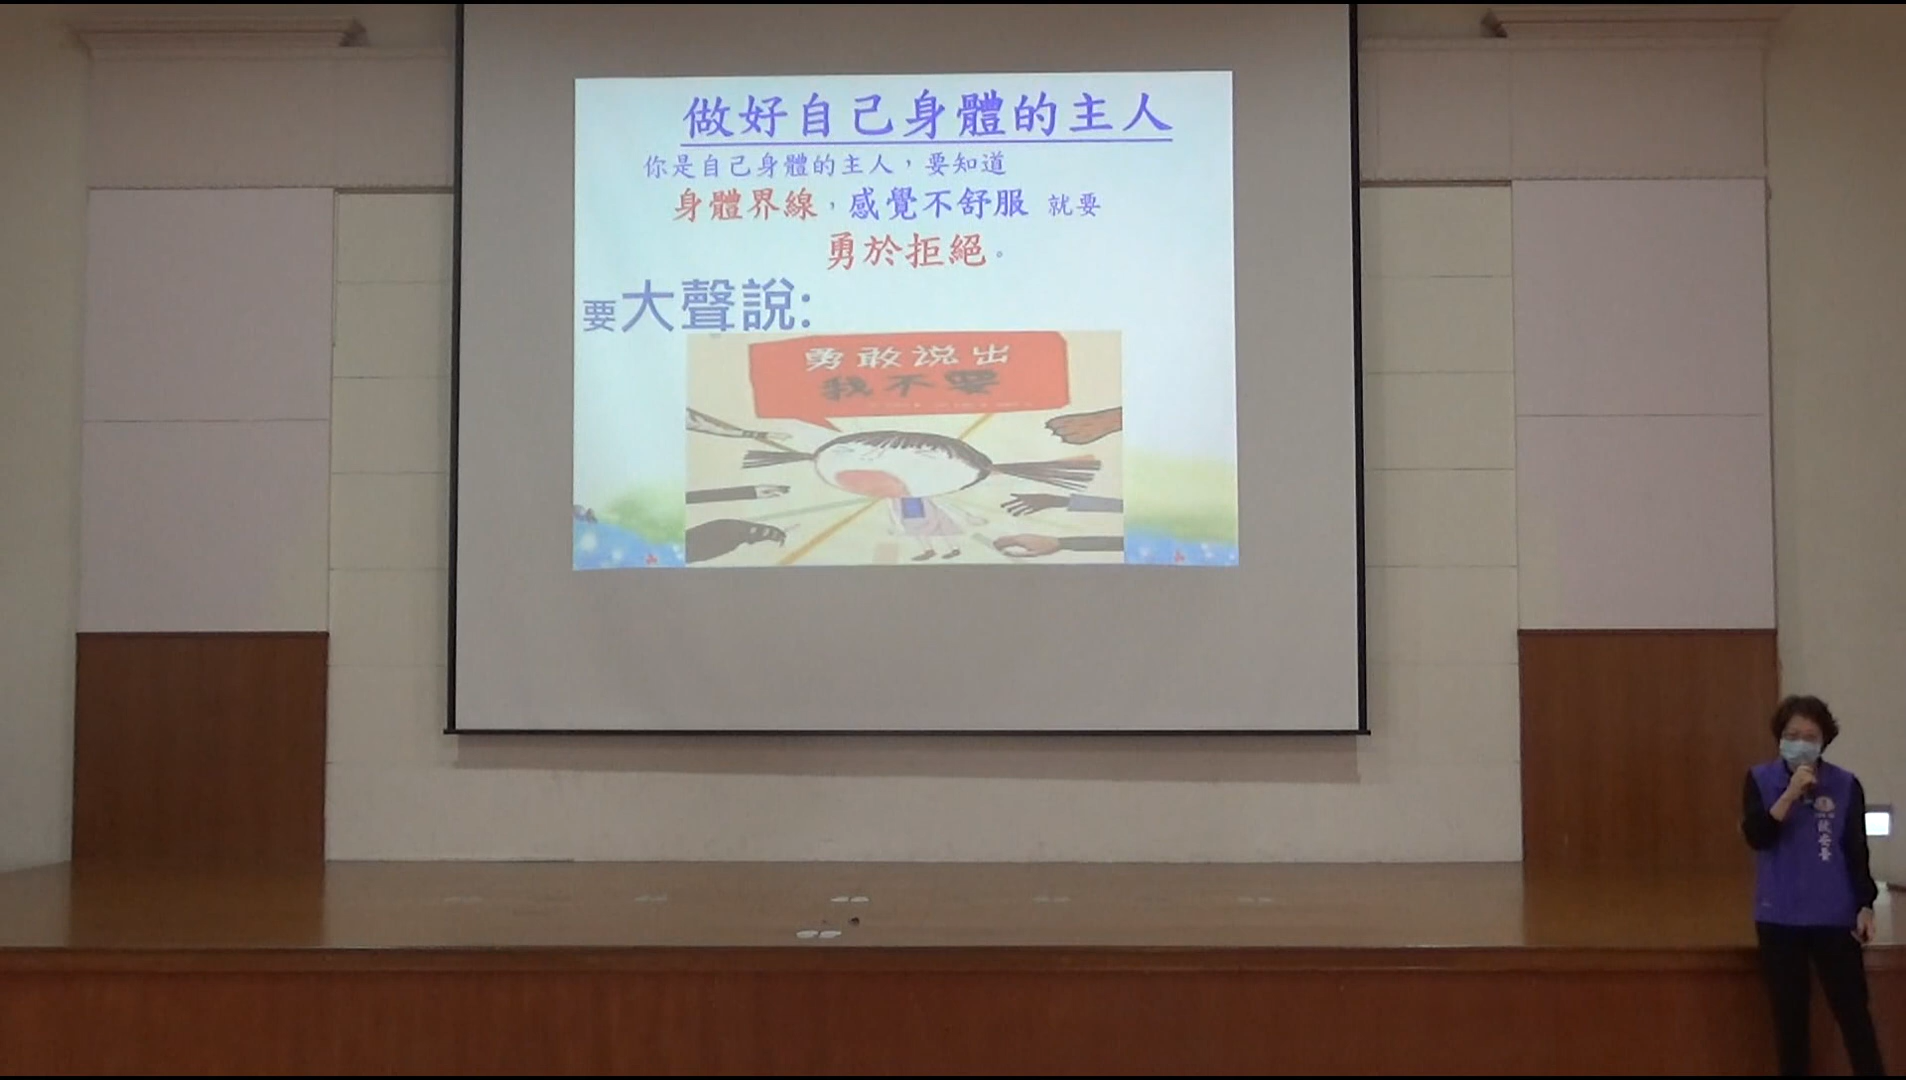 做好自己身體的主人
你是自己身體的主人，要知道
身體界線，感覺不舒服 就要
勇於拒絕。
要大聲說:
勇敢说出
我不要